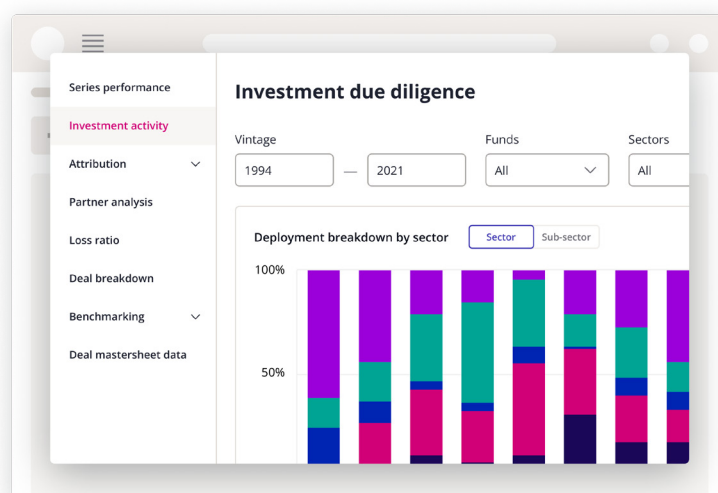 Series performance
Investment activity
Attribution
Partner analysis
Loss ratio
Deal breakdown
Benchmarking
Deal mastersheet data
Investment due diligence
Vintage
Funds
Sectors
1994 — 2021
All
All
Deployment breakdown by sector
Sector
Sub-sector
100%
50%